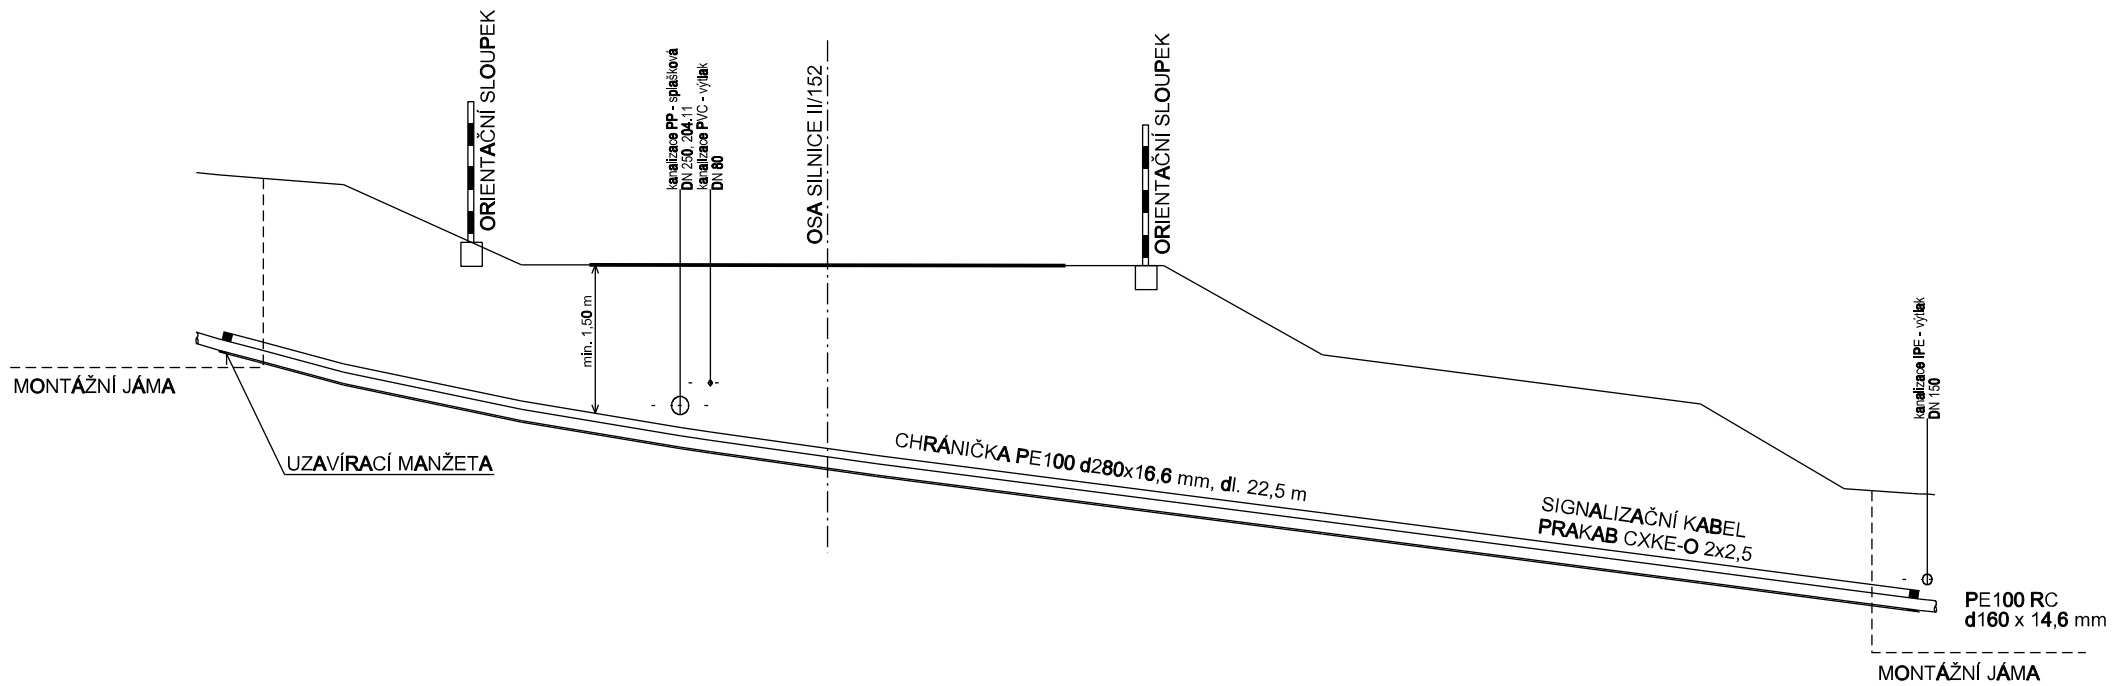 ORIENTAČNÍ SLOUPEK
kanalizace PP - splašková
DN 250, 204.11
kanalizace PVC - výtlak
DN 80
OSA SILNICE II/152
ORIENTAČNÍ SLOUPEK
min. 1,50 m
kanalizace lPE - výtlak
DN 150
MONTÁŽNÍ JÁMA
UZAVÍRACÍ MANŽETA
CHRÁNIČKA PE100 d280x16,6 mm, dl. 22,5 m
SIGNALIZAČNÍ KABEL
PRAKAB CXKE-O 2x2,5
PE100 RC
d160 x 14,6 mm
MONTÁŽNÍ JÁMA